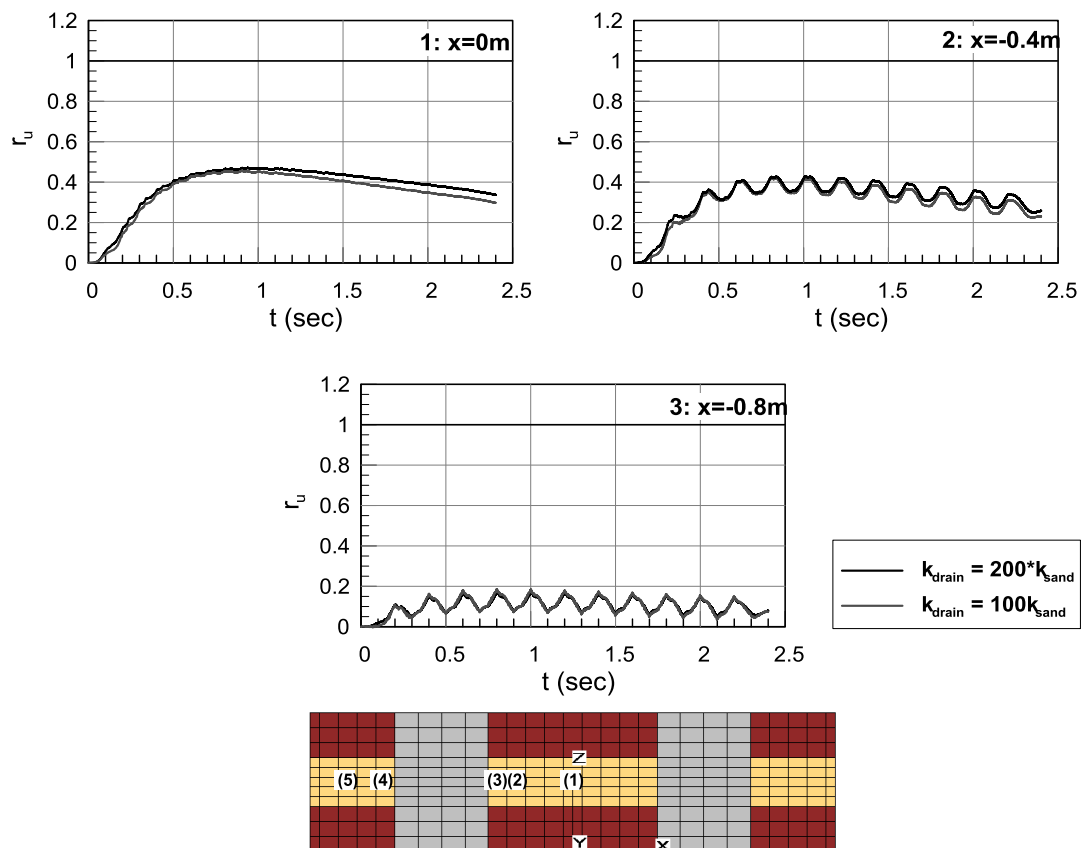 1.2
1: x=0m
1
0.8
0.6
0.4
0.2
0
r_u
0 0.5 1 1.5 2 2.5
t (sec)
1.2
2: x=-0.4m
1
0.8
0.6
0.4
0.2
0
r_u
0 0.5 1 1.5 2 2.5
t (sec)
1.2
3: x=-0.8m
1
0.8
0.6
0.4
0.2
0
r_u
0 0.5 1 1.5 2 2.5
t (sec)
k_drain = 200*k_sand
k_drain = 100k_sand
Z
(5) (4) (3) (2) (1)
Y X